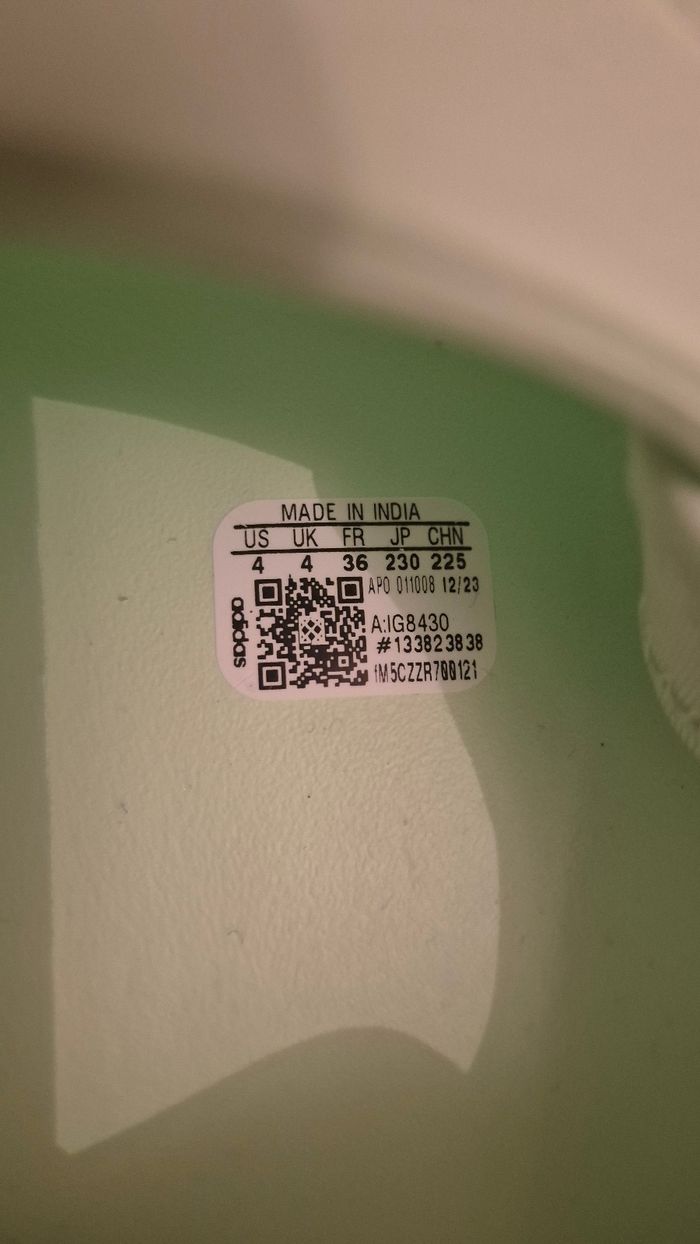 MADE IN INDIA
US UK FR JP CHN
4 4 36 230 225
APO 011008 12/23
A:IG8430
#133823838
fM5CZZR700121
adidas